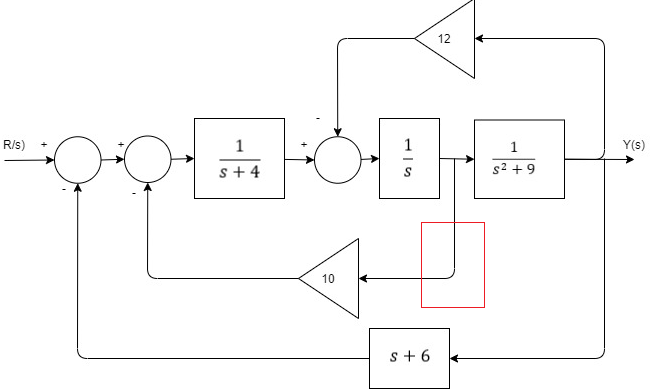 12
R/s) + + + - Y(s)
1/(s + 4)
1/s
1/(s² + 9)
- -
10
s + 6